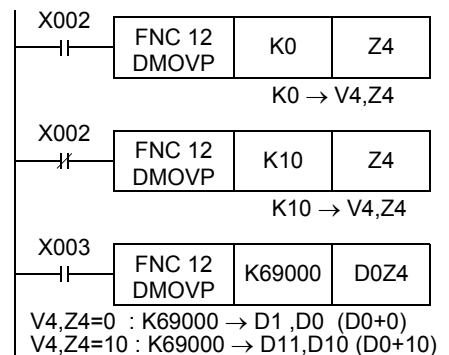 X002
FNC 12 DMOVP K0 Z4
K0 → V4,Z4
X002
FNC 12 DMOVP K10 Z4
K10 → V4,Z4
X003
FNC 12 DMOVP K69000 D0Z4
V4,Z4=0 : K69000 → D1 ,D0 (D0+0)
V4,Z4=10 : K69000 → D11,D10 (D0+10)